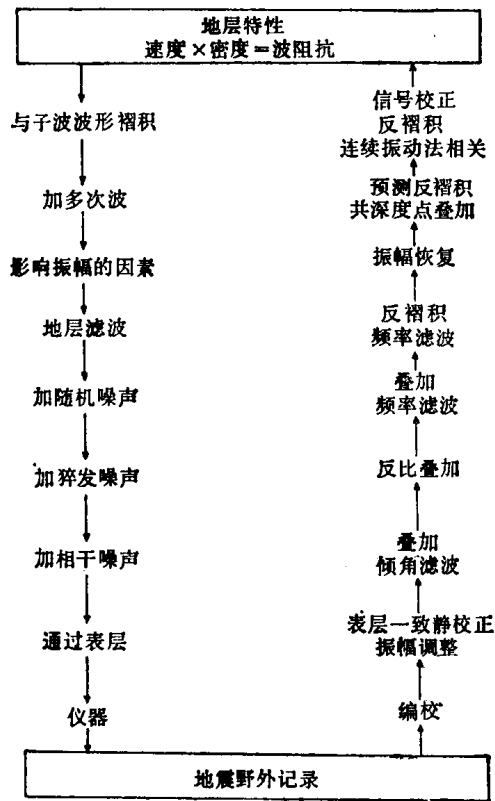 地层特性
速度×密度=波阻抗
与子波波形褶积
加多次波
影响振幅的因素
地层滤波
加随机噪声
加猝发噪声
加相干噪声
通过表层
仪器
地震野外记录
信号校正
反褶积
连续振动法相关
预测反褶积
共深度点叠加
振幅恢复
反褶积
频率滤波
叠加
频率滤波
反比叠加
叠加
倾角滤波
表层一致静校正
振幅调整
编校